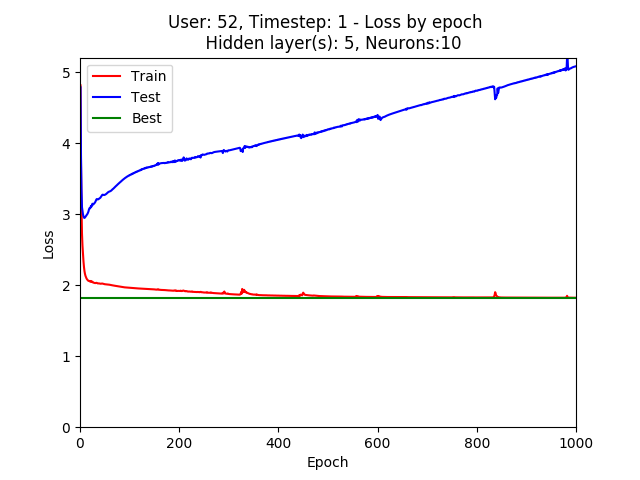 User: 52, Timestep: 1 - Loss by epoch
Hidden layer(s): 5, Neurons:10
Train
Test
Best
5
4
3
2
1
0
Loss
0
200
400
600
800
1000
Epoch